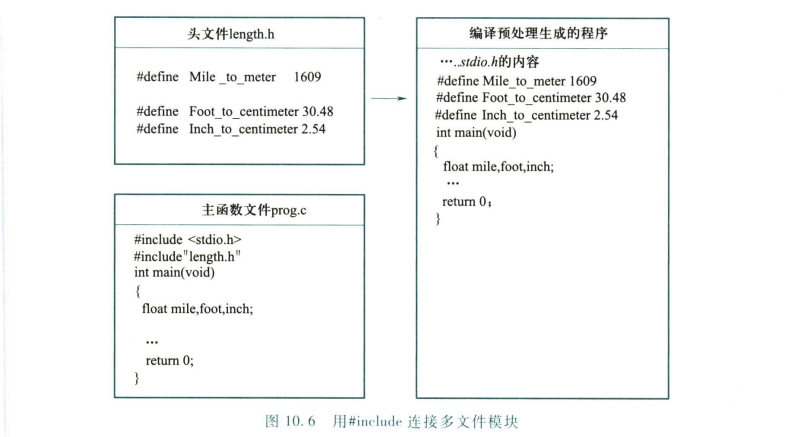 头文件length.h
#define Mile _to_meter 1609
#define Foot_to_centimeter 30.48
#define Inch_to_centimeter 2.54
主函数文件prog.c
#include <stdio.h>
#include"length.h"
int main(void)
{
float mile,foot,inch;
…
return 0;
}
编译预处理生成的程序
…..stdio.h的内容
#define Mile_to_meter 1609
#define Foot_to_centimeter 30.48
#define Inch_to_centimeter 2.54
int main(void)
{
float mile,foot,inch;
…
return 0;
}
图 10.6 用#include 连接多文件模块